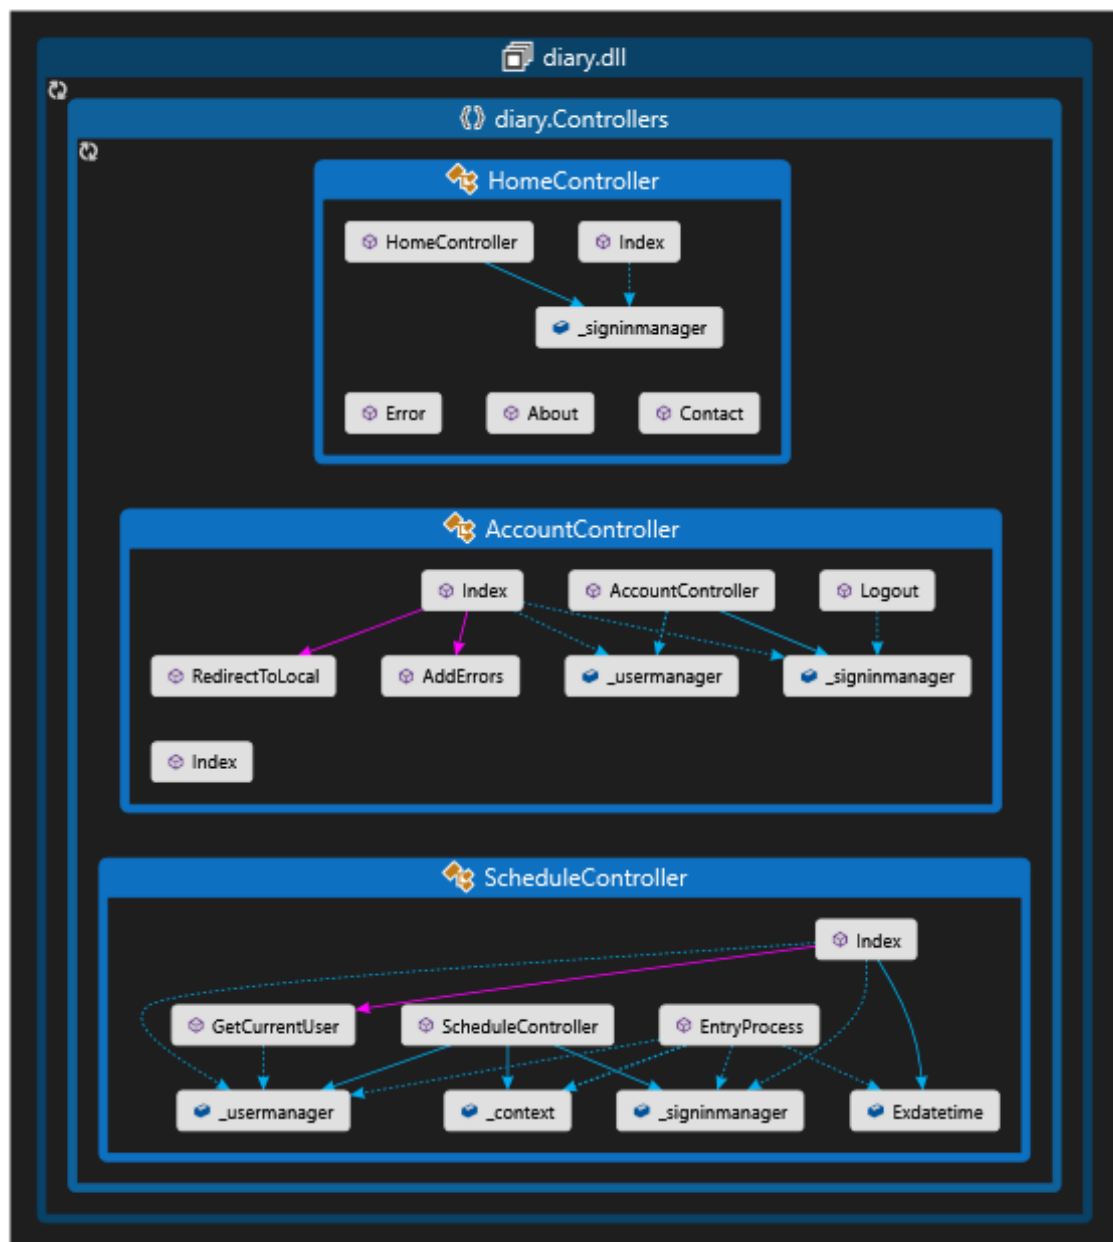 diary.dll
diary.Controllers
HomeController
HomeController
Index
_signinmanager
Error
About
Contact
AccountController
Index
AccountController
Logout
RedirectToLocal
AddErrors
_usermanager
_signinmanager
Index
ScheduleController
Index
GetCurrentUser
ScheduleController
EntryProcess
_usermanager
_context
_signinmanager
Exdatetime